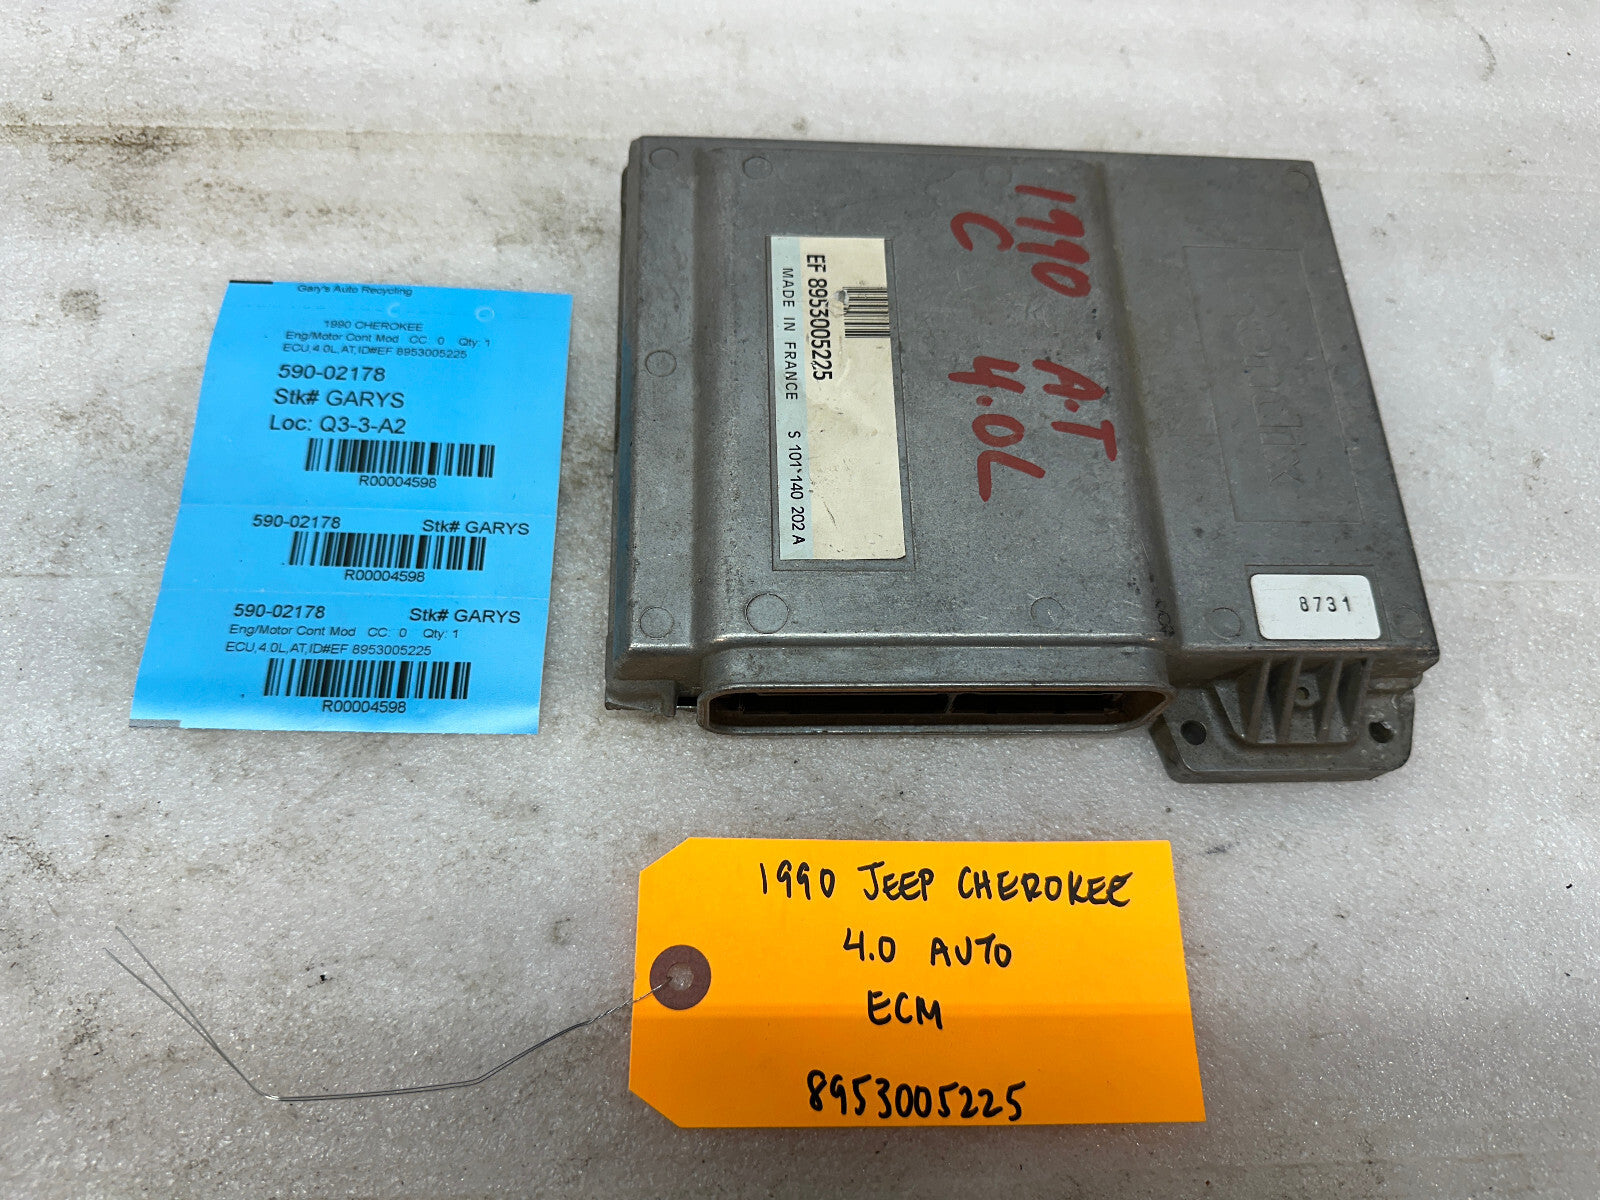 Gary's Auto Recycling
1990 CHEROKEE
Eng/Motor Cont Mod CC: 0 Qty: 1
ECU,4.0L,AT,ID#EF 8953005225
590-02178
Stk# GARYS
Loc: Q3-3-A2
R00004598
590-02178 Stk# GARYS
R00004598
590-02178 Stk# GARYS
Eng/Motor Cont Mod CC: 0 Qty: 1
ECU,4.0L,AT,ID#EF 8953005225
R00004598
EF 8953005225
MADE IN FRANCE S 101*140 202 A
1990 A.T
C 4.0L
Bendix
8731
1990 JEEP CHEROKEE
4.0 AUTO
ECM
8953005225